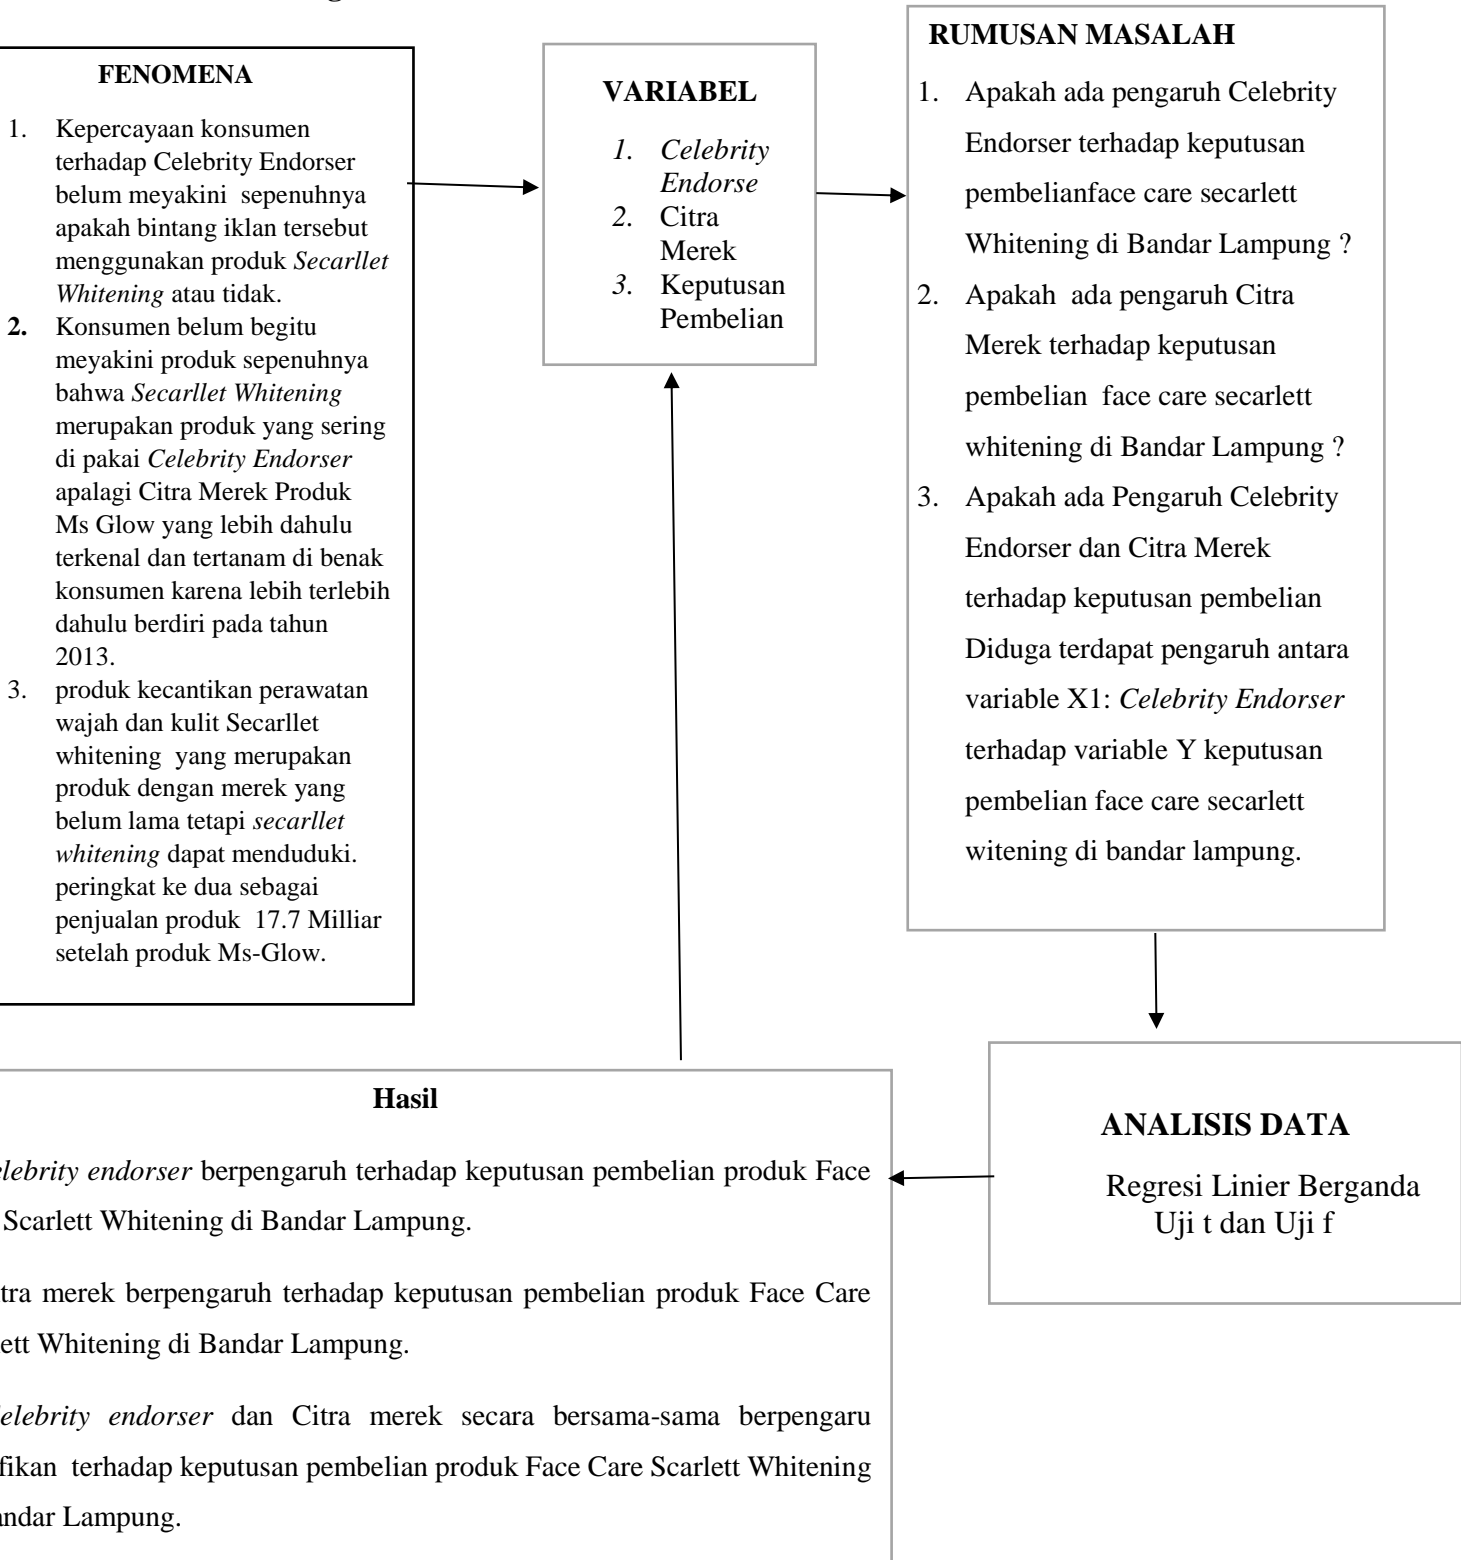 FENOMENA
1. Kepercayaan konsumen
terhadap Celebrity Endorser
belum meyakini sepenuhnya
apakah bintang iklan tersebut
menggunakan produk Secarllet
Whitening atau tidak.
2. Konsumen belum begitu
meyakini produk sepenuhnya
bahwa Secarllet Whitening
merupakan produk yang sering
di pakai Celebrity Endorser
apalagi Citra Merek Produk
Ms Glow yang lebih dahulu
terkenal dan tertanam di benak
konsumen karena lebih terlebih
dahulu berdiri pada tahun
2013.
3. produk kecantikan perawatan
wajah dan kulit Secarllet
whitening yang merupakan
produk dengan merek yang
belum lama tetapi secarllet
whitening dapat menduduki.
peringkat ke dua sebagai
penjualan produk 17.7 Milliar
setelah produk Ms-Glow.
VARIABEL
1. Celebrity
Endorse
2. Citra
Merek
3. Keputusan
Pembelian
RUMUSAN MASALAH
1. Apakah ada pengaruh Celebrity
Endorser terhadap keputusan
pembelianface care secarlett
Whitening di Bandar Lampung ?
2. Apakah ada pengaruh Citra
Merek terhadap keputusan
pembelian face care secarlett
whitening di Bandar Lampung ?
3. Apakah ada Pengaruh Celebrity
Endorser dan Citra Merek
terhadap keputusan pembelian
Diduga terdapat pengaruh antara
variable X1: Celebrity Endorser
terhadap variable Y keputusan
pembelian face care secarlett
witening di bandar lampung.
ANALISIS DATA
Regresi Linier Berganda
Uji t dan Uji f
Hasil
elebrity endorser berpengaruh terhadap keputusan pembelian produk Face
Scarlett Whitening di Bandar Lampung.
tra merek berpengaruh terhadap keputusan pembelian produk Face Care
lett Whitening di Bandar Lampung.
elebrity endorser dan Citra merek secara bersama-sama berpengaru
fikan terhadap keputusan pembelian produk Face Care Scarlett Whitening
andar Lampung.